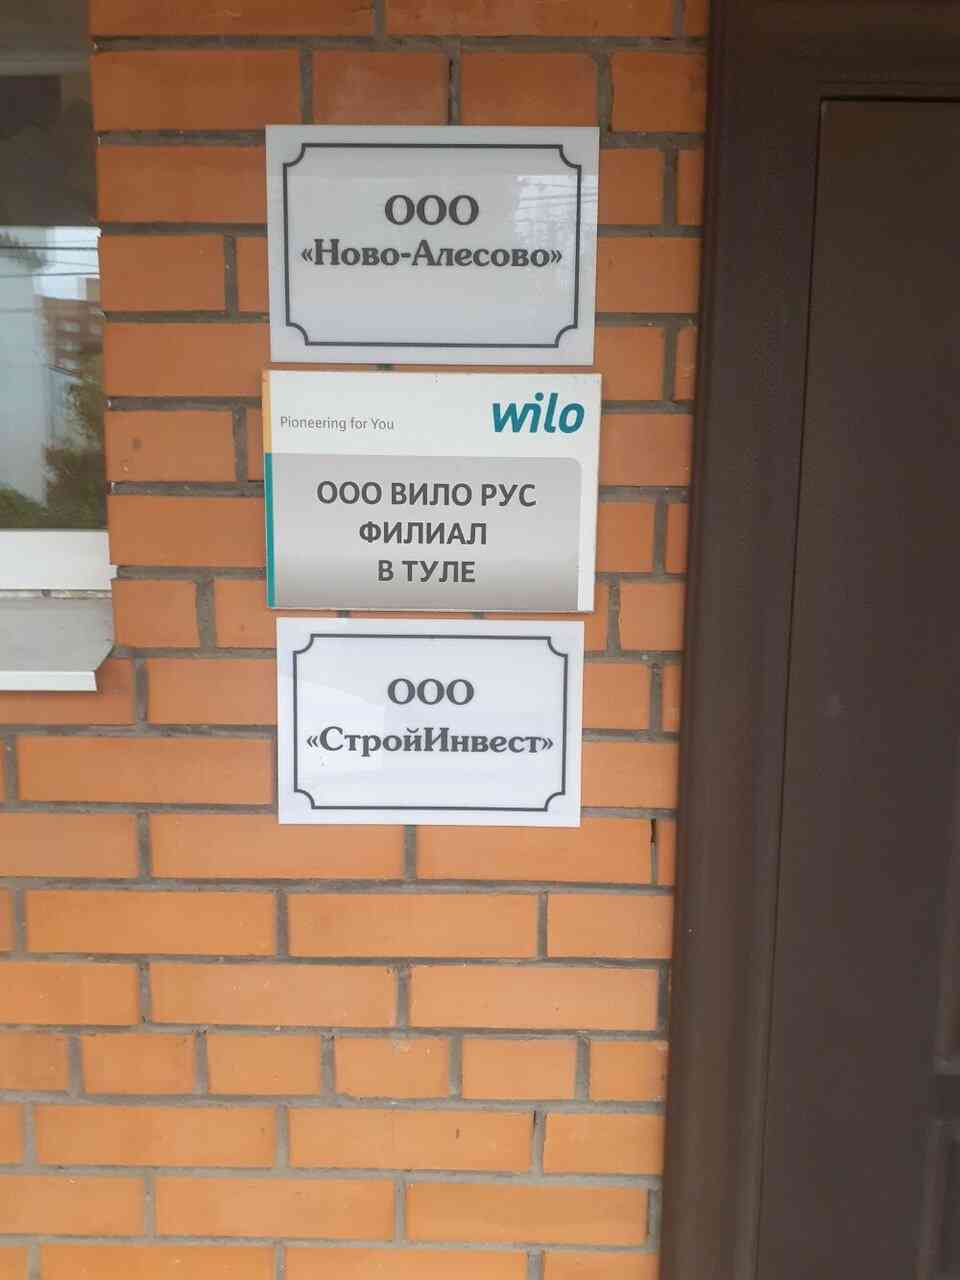 ООО
«Ново-Алесово»
Pioneering for You
wilo
ООО ВИЛО РУС
ФИЛИАЛ
В ТУЛЕ
ООО
«СтройИнвест»